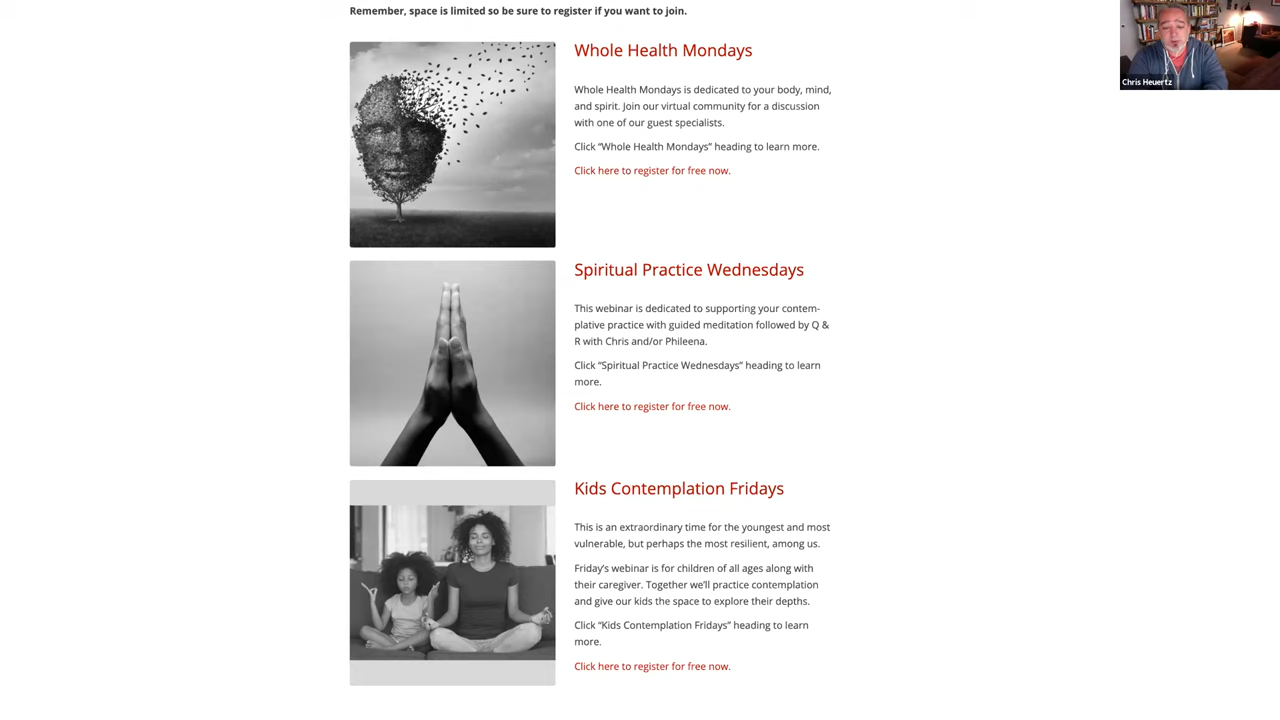 Remember, space is limited so be sure to register if you want to join.
Chris Heuertz
Whole Health Mondays
Whole Health Mondays is dedicated to your body, mind,
and spirit. Join our virtual community for a discussion
with one of our guest specialists.
Click “Whole Health Mondays” heading to learn more.
Click here to register for free now.
Spiritual Practice Wednesdays
This webinar is dedicated to supporting your contem-
plative practice with guided meditation followed by Q &
R with Chris and/or Phileena.
Click “Spiritual Practice Wednesdays” heading to learn
more.
Click here to register for free now.
Kids Contemplation Fridays
This is an extraordinary time for the youngest and most
vulnerable, but perhaps the most resilient, among us.
Friday’s webinar is for children of all ages along with
their caregiver. Together we’ll practice contemplation
and give our kids the space to explore their depths.
Click “Kids Contemplation Fridays” heading to learn
more.
Click here to register for free now.